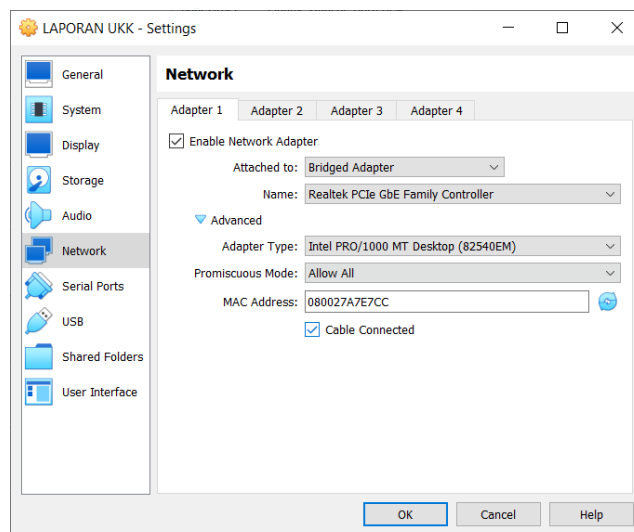 LAPORAN UKK - Settings
General
System
Display
Storage
Audio
Network
Serial Ports
USB
Shared Folders
User Interface
Network
Adapter 1 Adapter 2 Adapter 3 Adapter 4
Enable Network Adapter
Attached to: Bridged Adapter
Name: Realtek PCIe GbE Family Controller
Advanced
Adapter Type: Intel PRO/1000 MT Desktop (82540EM)
Promiscuous Mode: Allow All
MAC Address: 080027A7E7CC
Cable Connected
OK Cancel Help